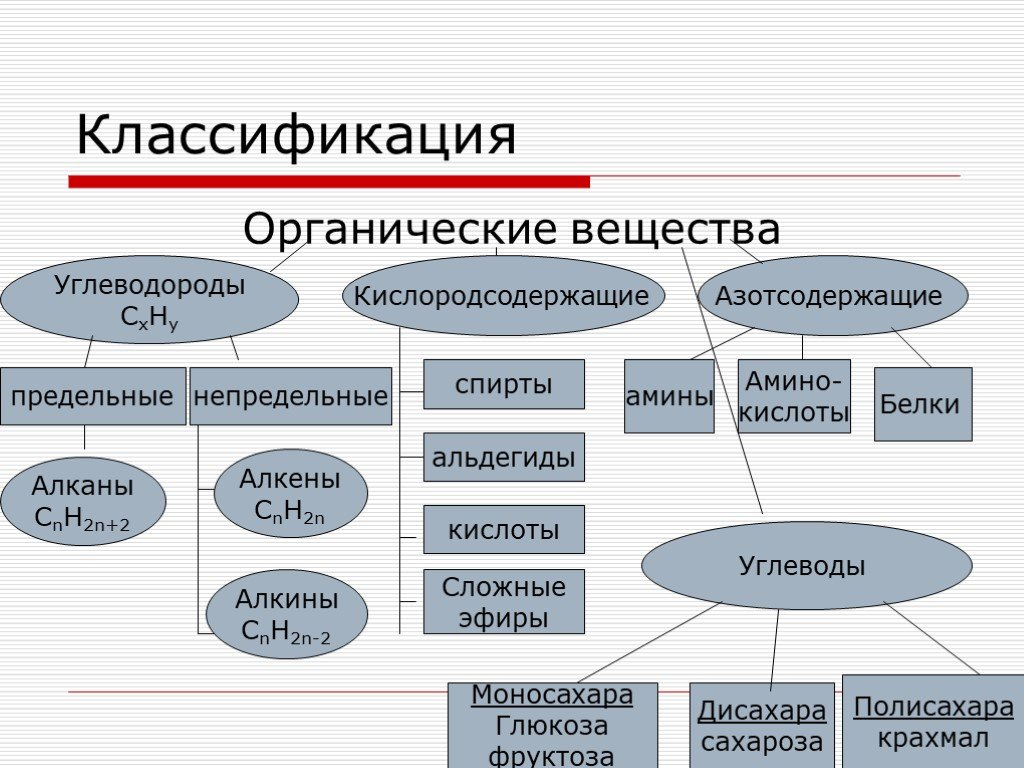 Классификация
Органические вещества
Углеводороды
CxHy
Кислородсодержащие
Азотсодержащие
предельные
непредельные
спирты
амины
Амино-
кислоты
Белки
альдегиды
Алканы
CnH2n+2
Алкены
CnH2n
кислоты
Углеводы
Алкины
CnH2n-2
Сложные
эфиры
Моносахара
Глюкоза
фруктоза
Дисахара
сахароза
Полисахара
крахмал